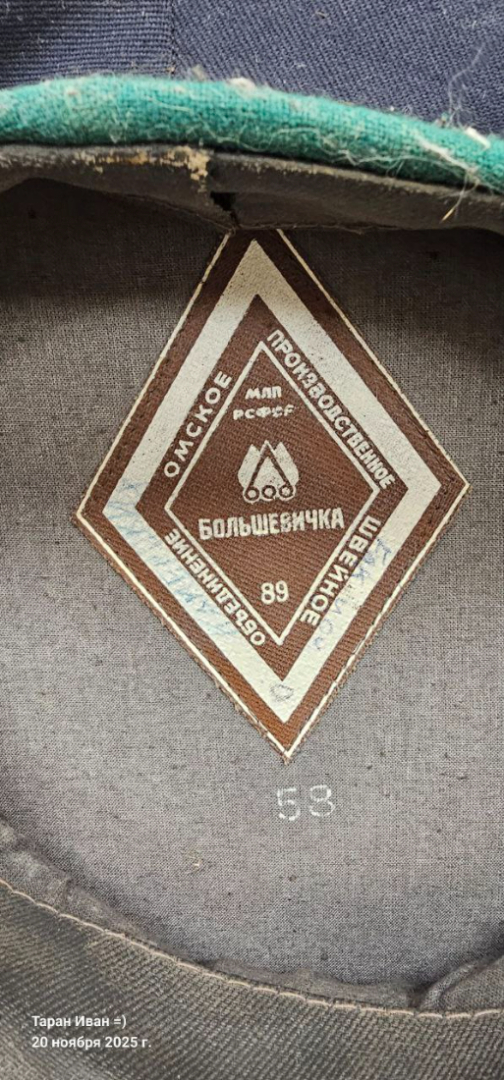 ОМСКОЕ
ПРОИЗВОДСТВЕННОЕ
ШВЕЙНОЕ
ОБЪЕДИНЕНИЕ
МЛП
РСФСР
БОЛЬШЕВИЧКА
89
58
Таран Иван =)
20 ноября 2025 г.